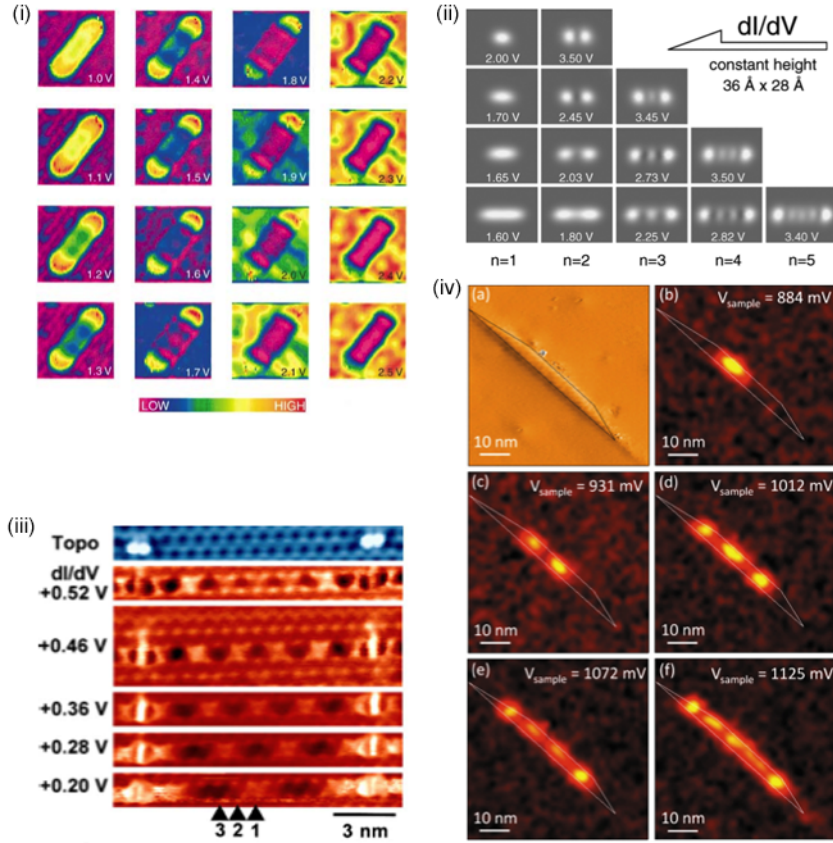 (i)
1.0 V
1.4 V
1.8 V
2.2 V
1.1 V
1.5 V
1.9 V
2.3 V
1.2 V
1.6 V
2.0 V
2.4 V
1.3 V
1.7 V
2.1 V
2.5 V
LOW
HIGH
(ii)
dI/dV
constant height
36 Å x 28 Å
2.00 V
3.50 V
1.70 V
2.45 V
3.45 V
1.65 V
2.03 V
2.73 V
3.50 V
1.60 V
1.80 V
2.25 V
2.82 V
3.40 V
n=1
n=2
n=3
n=4
n=5
(iii)
Topo
dI/dV
+0.52 V
+0.46 V
+0.36 V
+0.28 V
+0.20 V
3 2 1
3 nm
(iv)
(a)
10 nm
(b)
Vsample = 884 mV
10 nm
(c)
Vsample = 931 mV
10 nm
(d)
Vsample = 1012 mV
10 nm
(e)
Vsample = 1072 mV
10 nm
(f)
Vsample = 1125 mV
10 nm